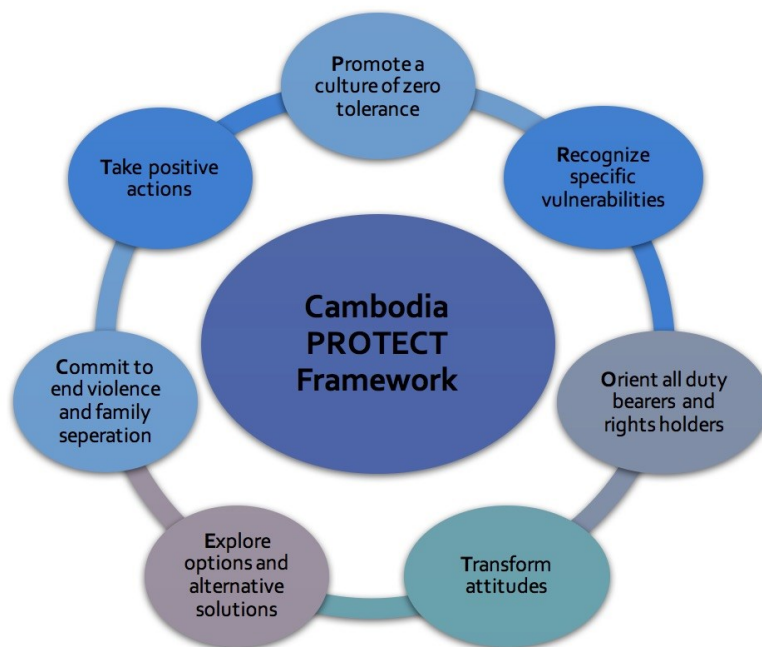 Cambodia
PROTECT
Framework
Promote a
culture of zero
tolerance
Recognize
specific
vulnerabilities
Orient all duty
bearers and
rights holders
Transform
attitudes
Explore
options and
alternative
solutions
Commit to
end violence
and family
seperation
Take positive
actions